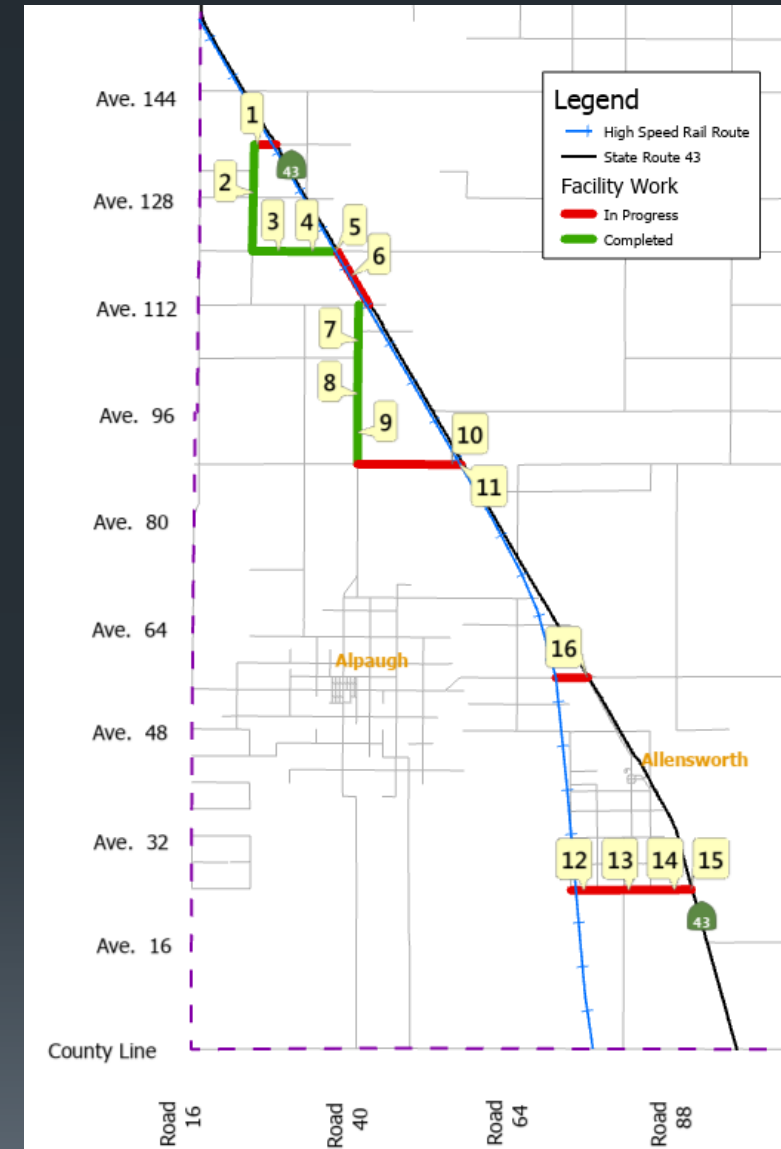 Ave. 144
Legend
High Speed Rail Route
State Route 43
Facility Work
In Progress
Completed
1
43
2
Ave. 128
3
4
5
6
Ave. 112
7
8
9
Ave. 96
10
11
Ave. 80
Ave. 64
16
Alpaugh
Ave. 48
Allensworth
Ave. 32
12
13
14
15
43
Ave. 16
County Line
Road
16
Road
40
Road
64
Road
88